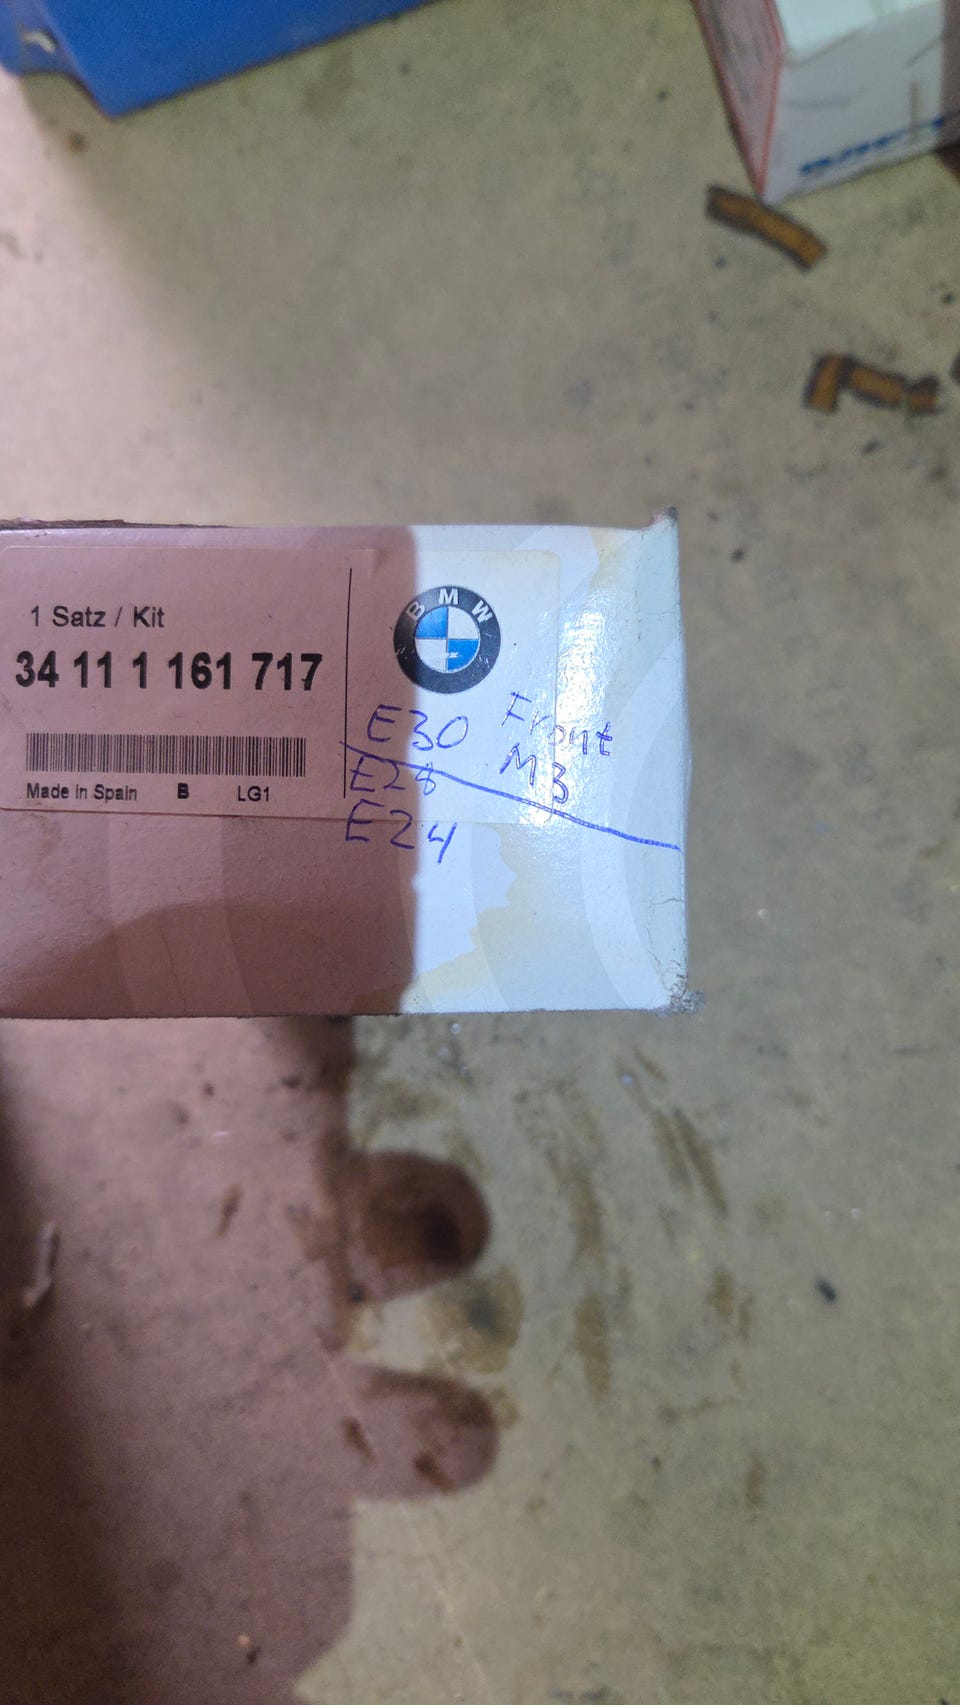 1 Satz / Kit
34 11 1 161 717
Made in Spain B LG1
BMW
E30 Front
M3
E28
E24